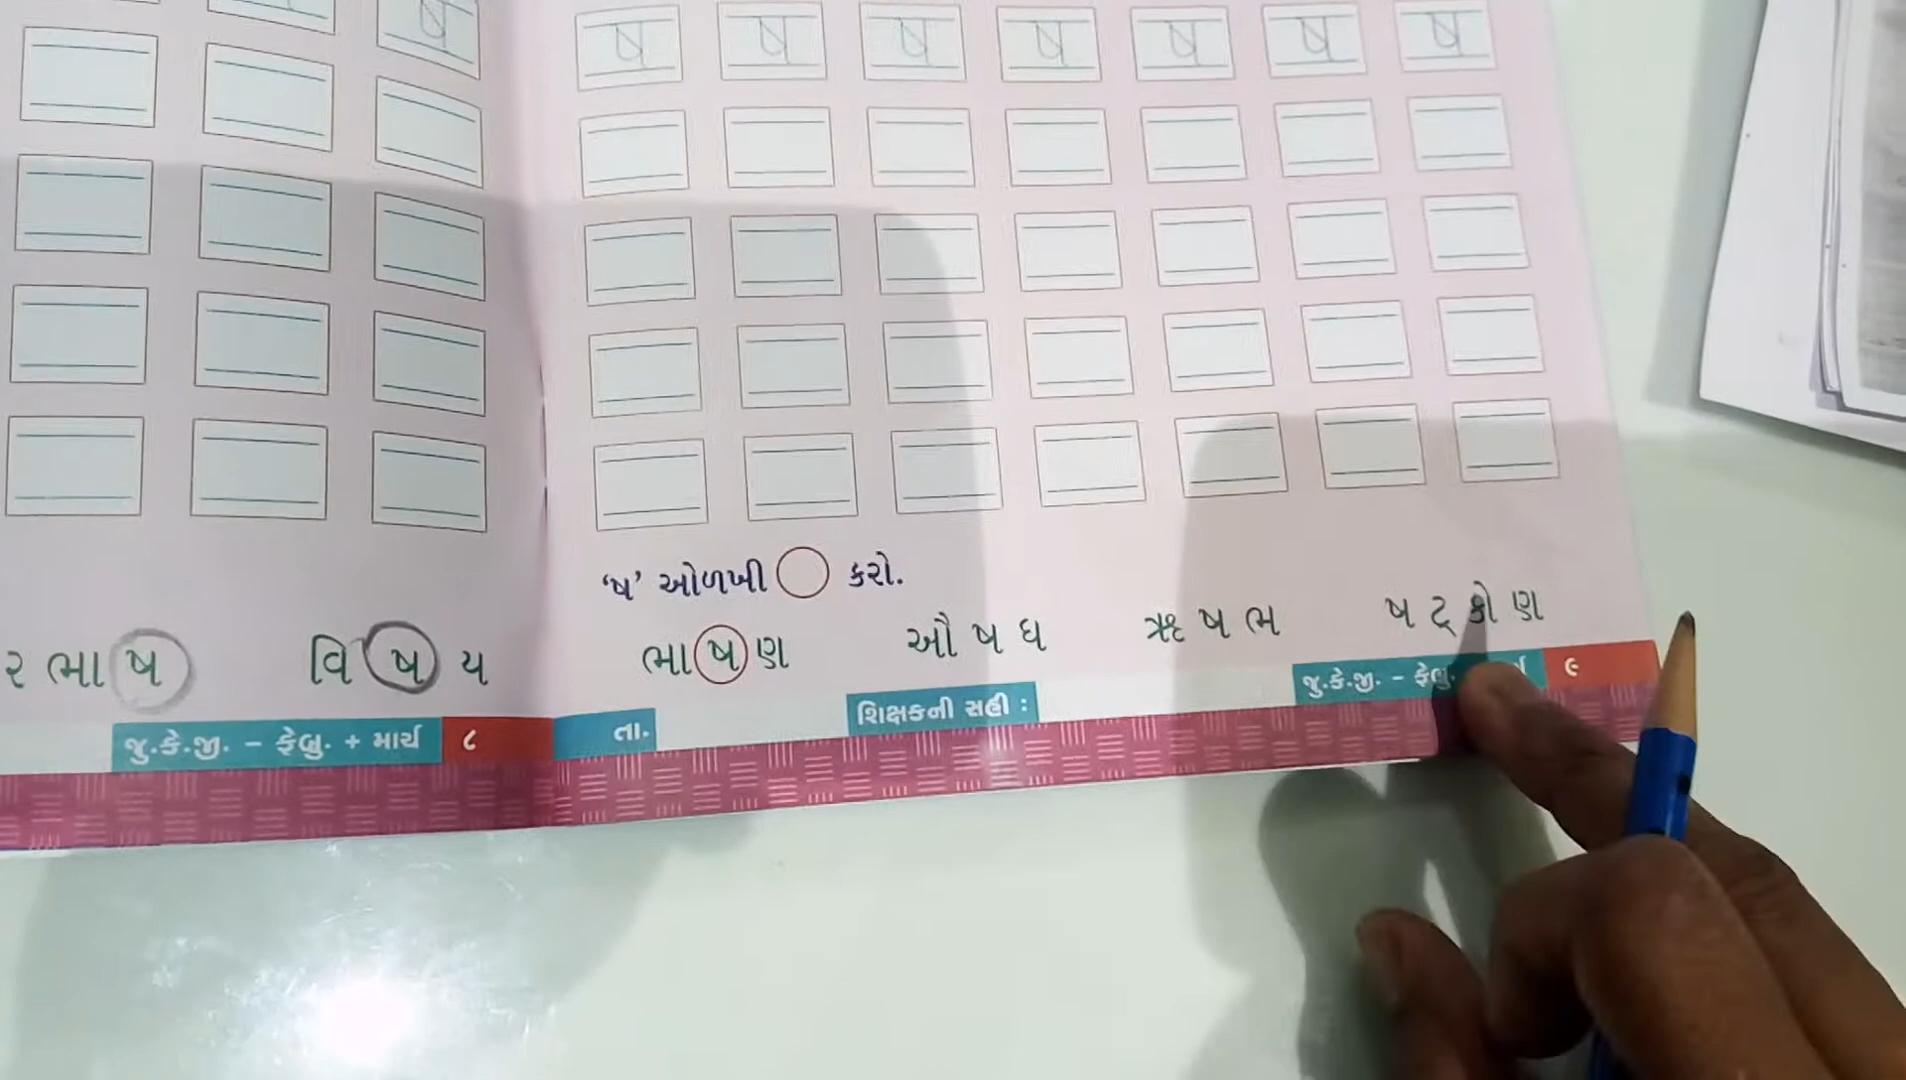 ષ
ર ભા ષ વિ ષ ય
જુ.કે.જી. - ફેબ્રુ. + માર્ચ ૮
ષ ષ ષ ષ ષ ષ ષ
‘ષ’ ઓળખી કરો.
ભા ષ ણ ઔ ષ ધ ઋ ષ ભ ષ ટ્ કો ણ
તા. શિક્ષકની સહી : જુ.કે.જી. - ફેબ્રુ. ૯